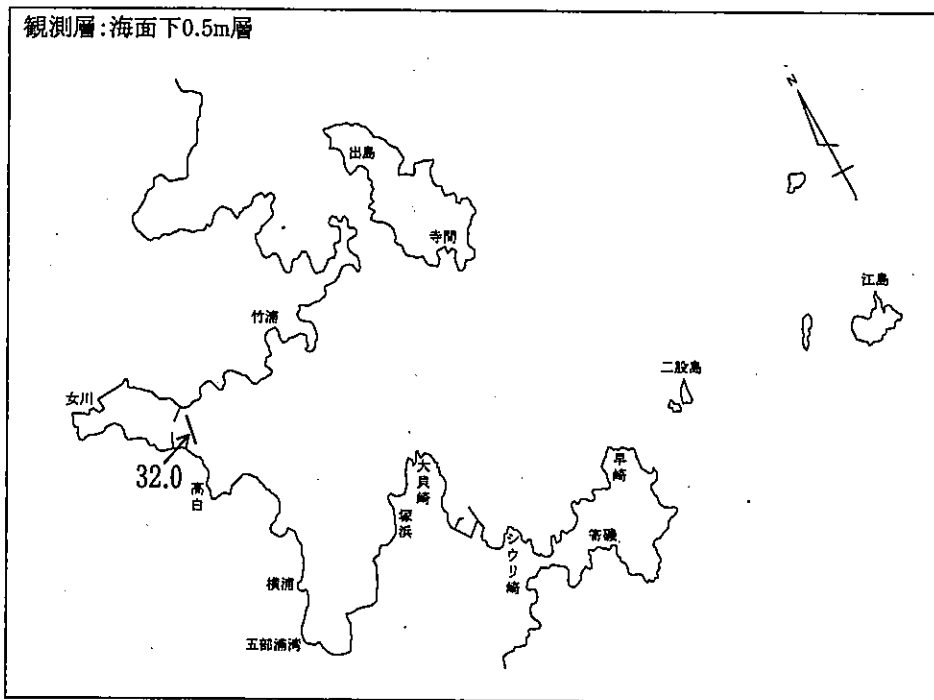 観測層:海面下0.5m層
N
出島
寺間
江島
竹浦
二股島
女川
32.0
高白
大貝崎
塚浜
早崎
寄磯
シウリ崎
横浦
五部浦湾